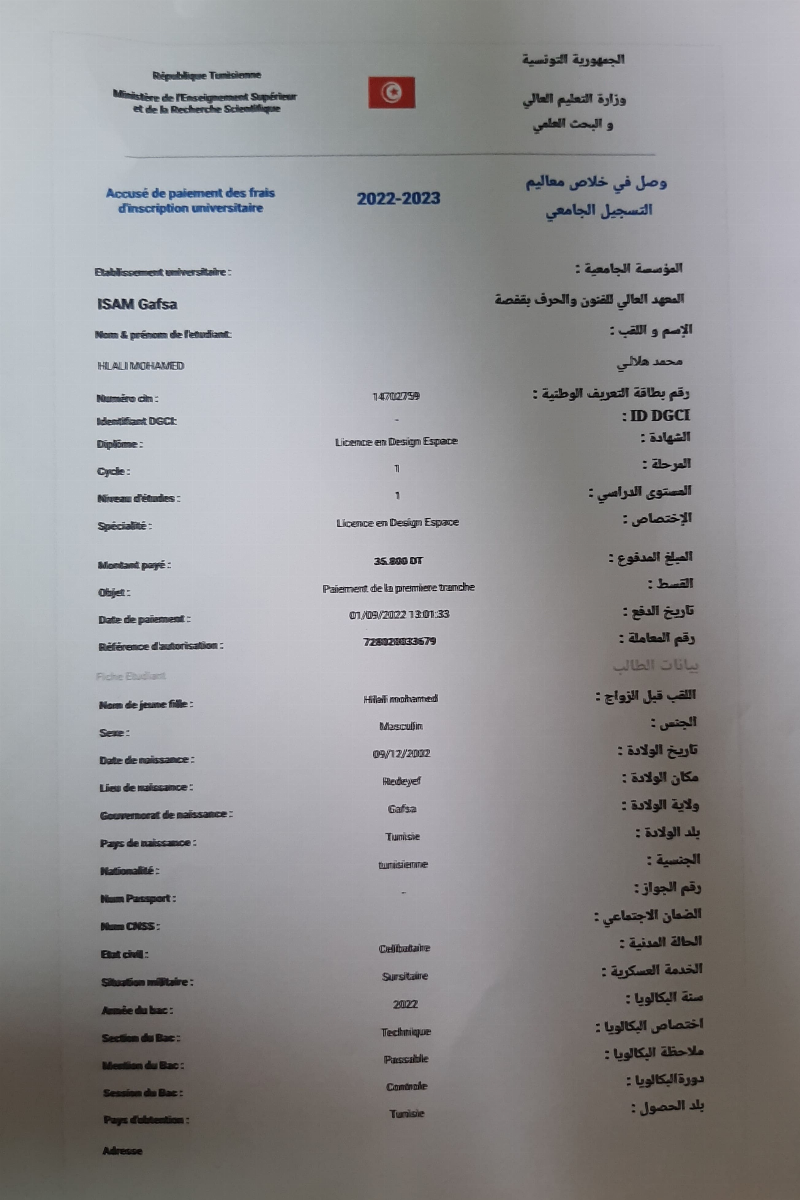 République Tunisienne
Ministère de l'Enseignement Supérieur
et de la Recherche Scientifique
الجمهورية التونسية
وزارة التعليم العالي
و البحث العلمي
Accusé de paiement des frais
d'inscription universitaire
2022-2023
وصل في خلاص معاليم
التسجيل الجامعي
Etablissement universitaire : المؤسسة الجامعية :
ISAM Gafsa المعهد العالي للفنون والحرف بقفصة
Nom & prénom de l'etudiant: الإسم و اللقب :
HLALI MOHAMED محمد هلالي
Numéro cin : 14702759 رقم بطاقة التعريف الوطنية :
Identifiant DGCI: - ID DGCI :
Diplôme : Licence en Design Espace الشهادة :
Cycle : 1 المرحلة :
Niveau d'études : 1 المستوى الدراسي :
Spécialité : Licence en Design Espace الإختصاص :
Montant payé : 35.800 DT المبلغ المدفوع :
Objet : Paiement de la premiere tranche القسط :
Date de paiement : 01/09/2022 13:01:33 تاريخ الدفع :
Référence d'autorisation : 728020033679 رقم المعاملة :
Fiche Etudiant بيانات الطالب
Nom de jeune fille : Hlali mohamed اللقب قبل الزواج :
Sexe : Masculin الجنس :
Date de naissance : 09/12/2002 تاريخ الولادة :
Lieu de naissance : Redeyef مكان الولادة :
Gouvernorat de naissance : Gafsa ولاية الولادة :
Pays de naissance : Tunisie بلد الولادة :
Nationalité : tunisienne الجنسية :
Num Passport : - رقم الجواز :
Num CNSS : الضمان الاجتماعي :
Etat civil : Celibataire الحالة المدنية :
Situation militaire : Sursitaire الخدمة العسكرية :
Année du bac : 2022 سنة البكالويا :
Section du Bac : Technique اختصاص البكالويا :
Mention du Bac : Passable ملاحظة البكالويا :
Session du Bac : Controle دورةالبكالويا :
Pays d'obtention : Tunisie بلد الحصول :
Adresse